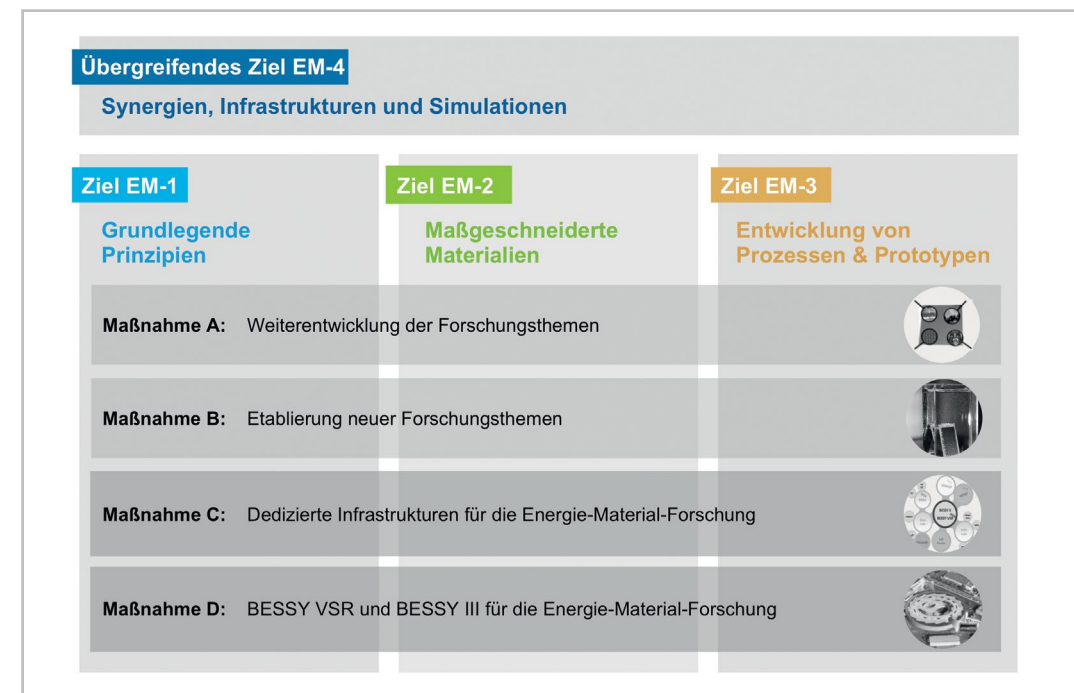 Übergreifendes Ziel EM-4
Synergien, Infrastrukturen und Simulationen
Ziel EM-1
Grundlegende
Prinzipien
Ziel EM-2
Maßgeschneiderte
Materialien
Ziel EM-3
Entwicklung von
Prozessen & Prototypen
Maßnahme A: Weiterentwicklung der Forschungsthemen
Maßnahme B: Etablierung neuer Forschungsthemen
Maßnahme C: Dedizierte Infrastrukturen für die Energie-Material-Forschung
Maßnahme D: BESSY VSR und BESSY III für die Energie-Material-Forschung